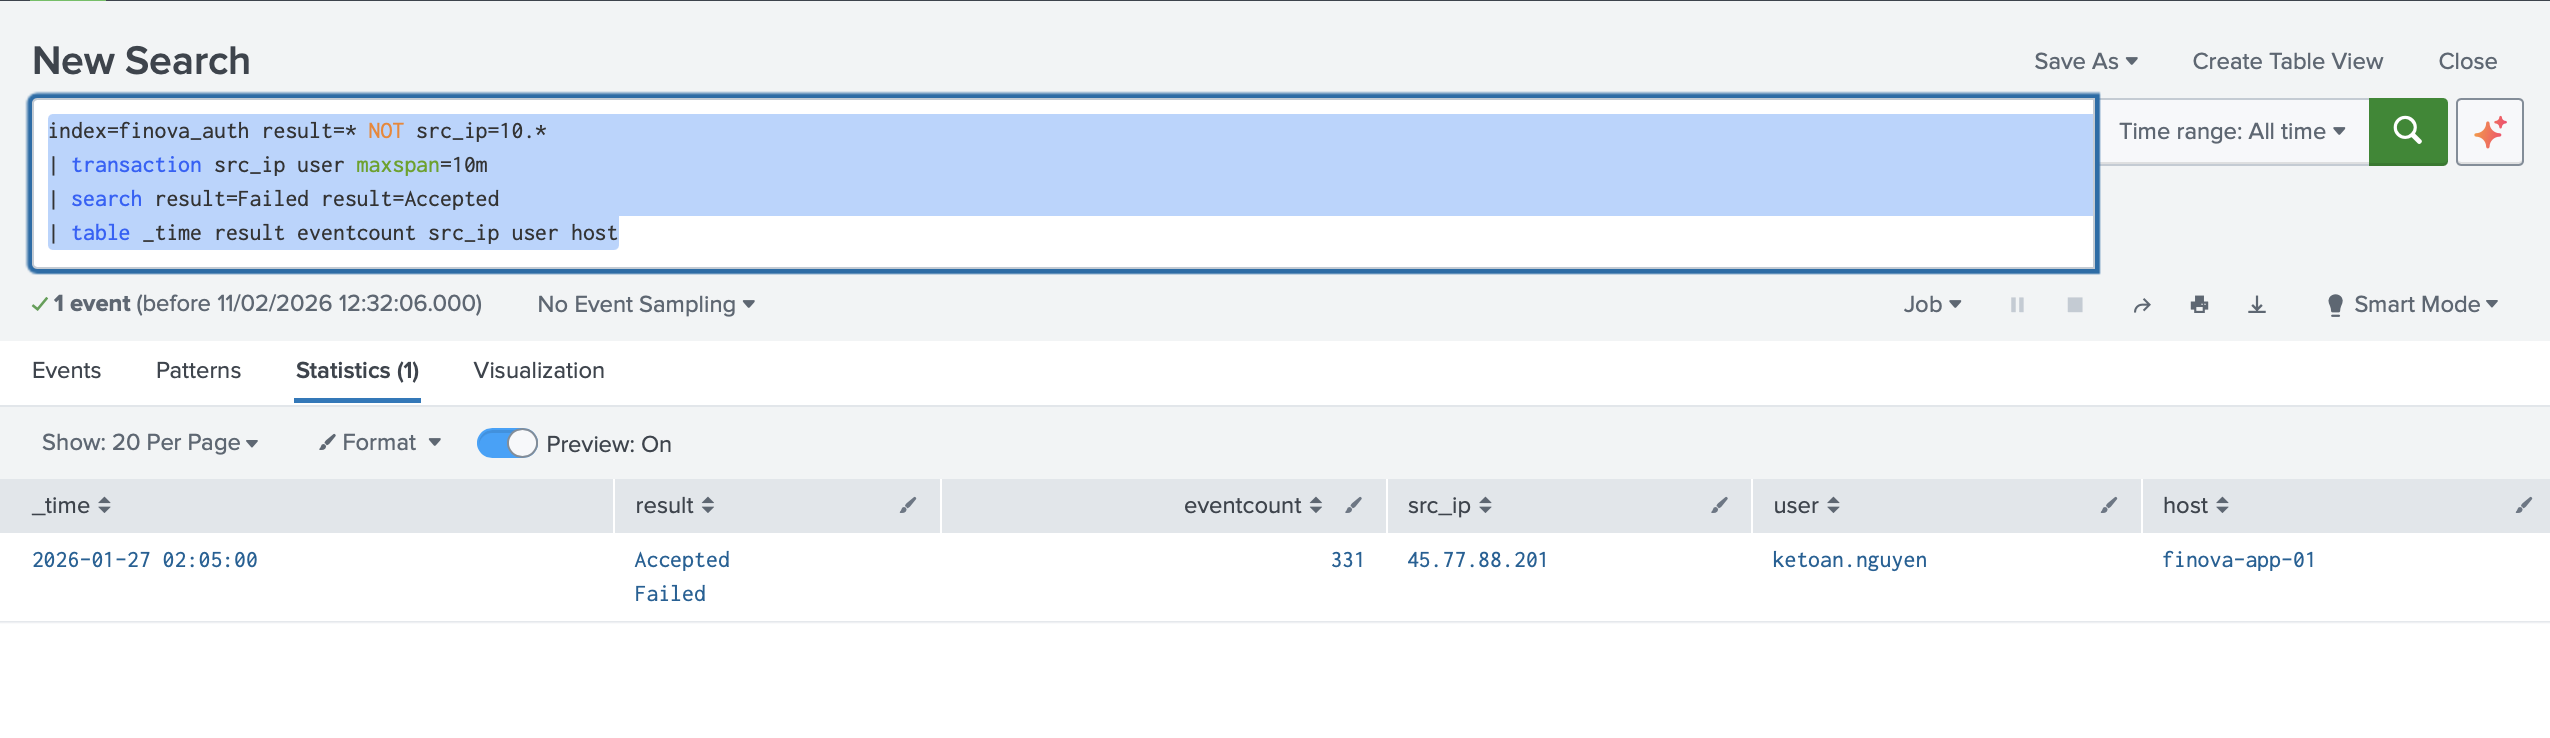 New Search
Save As
Create Table View
Close
index=finova_auth result=* NOT src_ip=10.*
| transaction src_ip user maxspan=10m
| search result=Failed result=Accepted
| table _time result eventcount src_ip user host
Time range: All time
1 event (before 11/02/2026 12:32:06.000)
No Event Sampling
Job
Smart Mode
Events
Patterns
Statistics (1)
Visualization
Show: 20 Per Page
Format
Preview: On
_time
result
eventcount
src_ip
user
host
2026-01-27 02:05:00
Accepted
Failed
331
45.77.88.201
ketoan.nguyen
finova-app-01